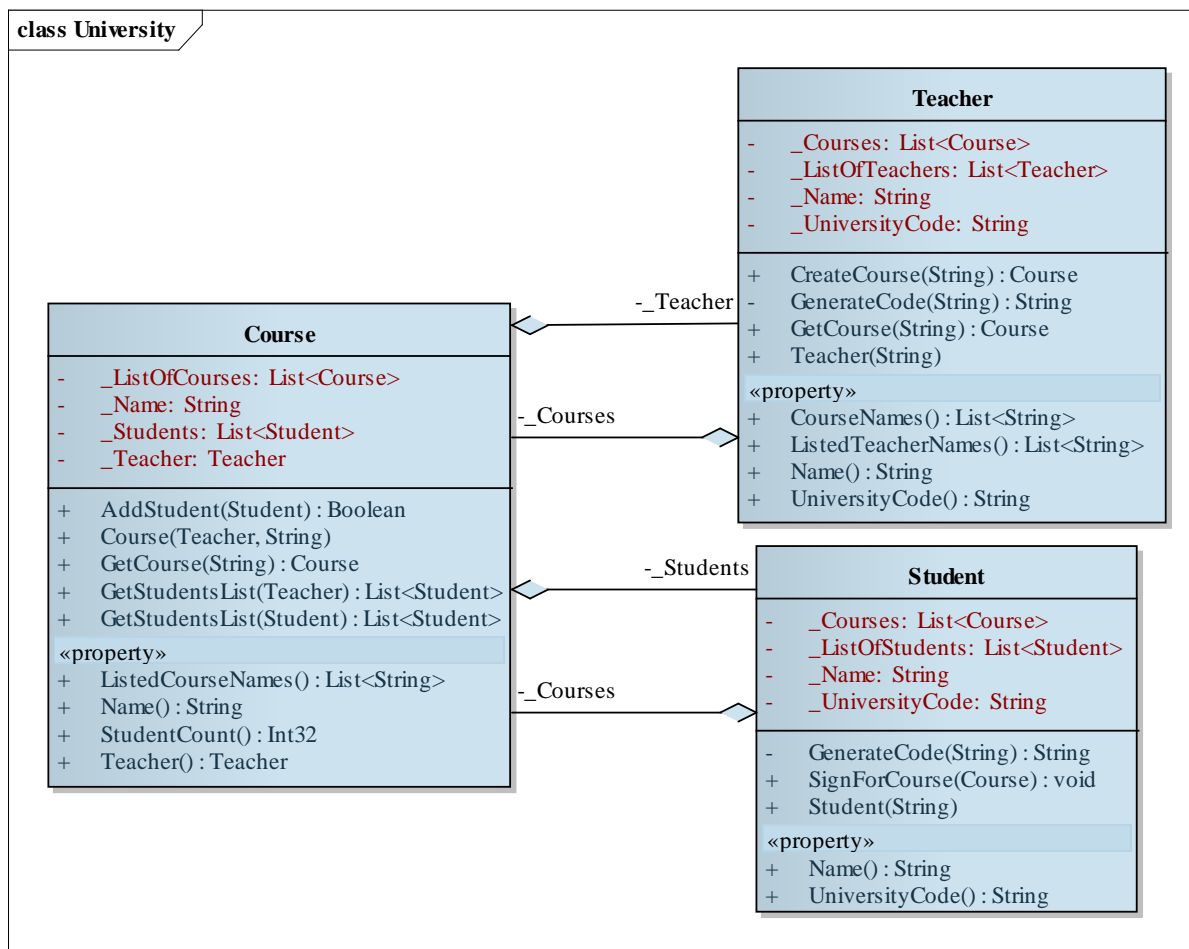 class University
Teacher
- _Courses: List<Course>
- _ListOfTeachers: List<Teacher>
- _Name: String
- _UniversityCode: String
+ CreateCourse(String) : Course
- GenerateCode(String) : String
+ GetCourse(String) : Course
+ Teacher(String)
«property»
+ CourseNames() : List<String>
+ ListedTeacherNames() : List<String>
+ Name() : String
+ UniversityCode() : String
-_Teacher
-_Courses
Course
- _ListOfCourses: List<Course>
- _Name: String
- _Students: List<Student>
- _Teacher: Teacher
+ AddStudent(Student) : Boolean
+ Course(Teacher, String)
+ GetCourse(String) : Course
+ GetStudentsList(Teacher) : List<Student>
+ GetStudentsList(Student) : List<Student>
«property»
+ ListedCourseNames() : List<String>
+ Name() : String
+ StudentCount() : Int32
+ Teacher() : Teacher
-_Students
-_Courses
Student
- _Courses: List<Course>
- _ListOfStudents: List<Student>
- _Name: String
- _UniversityCode: String
- GenerateCode(String) : String
+ SignForCourse(Course) : void
+ Student(String)
«property»
+ Name() : String
+ UniversityCode() : String